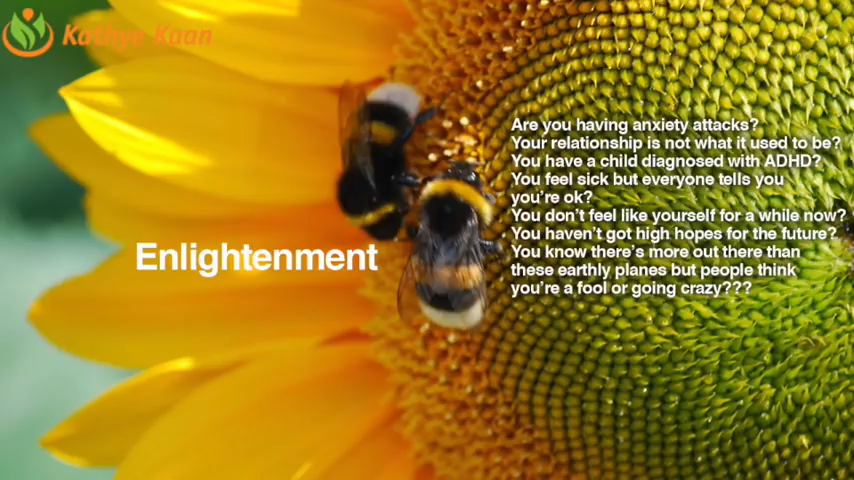 Kathye Kaan
Enlightenment
Are you having anxiety attacks?
Your relationship is not what it used to be?
You have a child diagnosed with ADHD?
You feel sick but everyone tells you
you're ok?
You don't feel like yourself for a while now?
You haven't got high hopes for the future?
You know there's more out there than
these earthly planes but people think
you're a fool or going crazy???